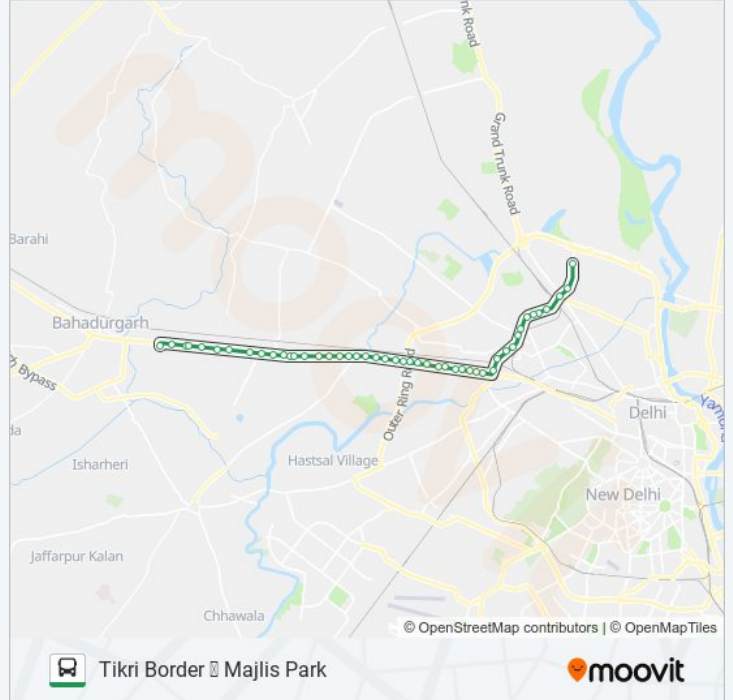 nk Road
Grand Trunk Road
Barahi
Bahadurgarh
Bypass
Outer Ring Road
Delhi
Yamu
da
Isharheri
Hastsal Village
New Delhi
Jaffarpur Kalan
Chhawala
© OpenStreetMap contributors | © OpenMapTiles
Tikri Border Majlis Park
moovit